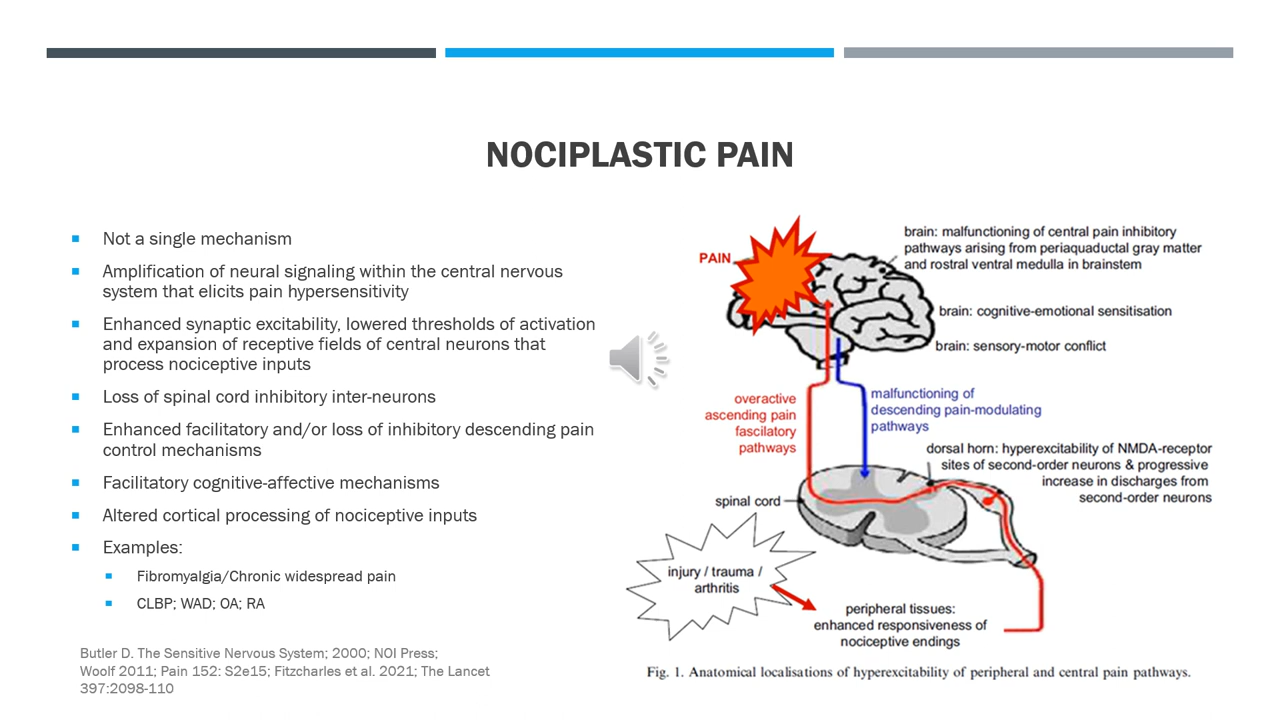 NOCIPLASTIC PAIN
Not a single mechanism
Amplification of neural signaling within the central nervous
system that elicits pain hypersensitivity
Enhanced synaptic excitability, lowered thresholds of activation
and expansion of receptive fields of central neurons that
process nociceptive inputs
Loss of spinal cord inhibitory inter-neurons
Enhanced facilitatory and/or loss of inhibitory descending pain
control mechanisms
Facilitatory cognitive-affective mechanisms
Altered cortical processing of nociceptive inputs
Examples:
Fibromyalgia/Chronic widespread pain
CLBP; WAD; OA; RA
Butler D. The Sensitive Nervous System; 2000; NOI Press;
Woolf 2011; Pain 152: S2e15; Fitzcharles et al. 2021; The Lancet
397:2098-110
PAIN
brain: malfunctioning of central pain inhibitory
pathways arising from periaquaductal gray matter
and rostral ventral medulla in brainstem
brain: cognitive-emotional sensitisation
brain: sensory-motor conflict
overactive
ascending pain
fascilatory
pathways
malfunctioning of
descending pain-modulating
pathways
dorsal horn: hyperexcitability of NMDA-receptor
sites of second-order neurons & progressive
increase in discharges from
second-order neurons
spinal cord
injury / trauma /
arthritis
peripheral tissues:
enhanced responsiveness of
nociceptive endings
Fig. 1. Anatomical localisations of hyperexcitability of peripheral and central pain pathways.